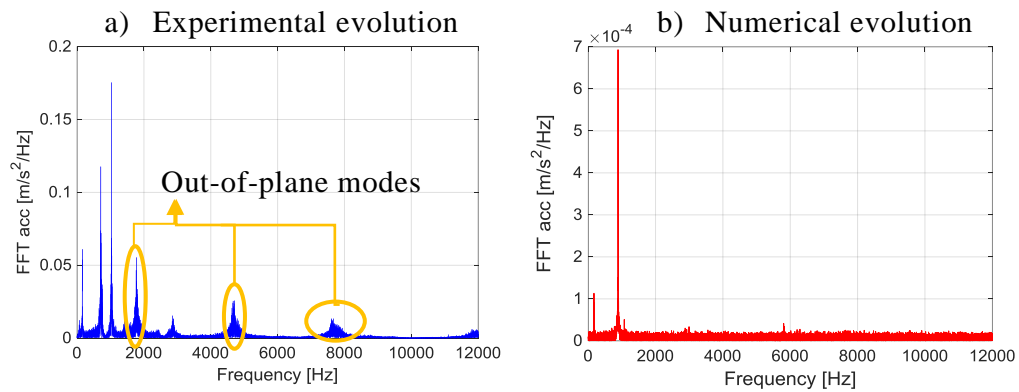 a) Experimental evolution
0.2
0.15
0.1
0.05
0
FFT acc [m/s²/Hz]
Out-of-plane modes
0 2000 4000 6000 8000 10000 12000
Frequency [Hz]
b) Numerical evolution
×10⁻⁴
7
6
5
4
3
2
1
0
FFT acc [m/s²/Hz]
0 2000 4000 6000 8000 10000 12000
Frequency [Hz]